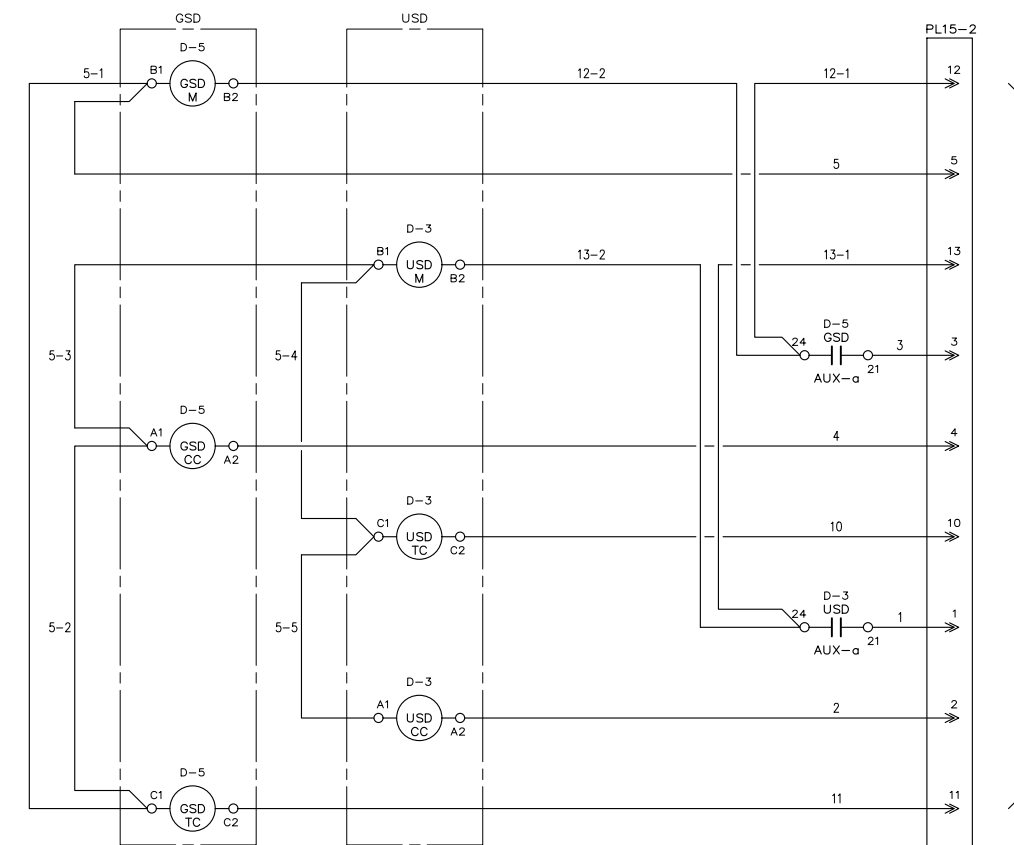 GSD
USD
PL15-2
D-5
5-1
B1
GSD
M
B2
12-2
12-1
12
5
5
D-3
B1
USD
M
B2
13-2
13-1
13
5-3
5-4
D-5
GSD
24
21
3
3
AUX-a
D-5
A1
GSD
CC
A2
4
4
D-3
C1
USD
TC
C2
10
10
5-2
5-5
D-3
USD
24
21
1
1
AUX-a
D-3
A1
USD
CC
A2
2
2
D-5
C1
GSD
TC
C2
11
11